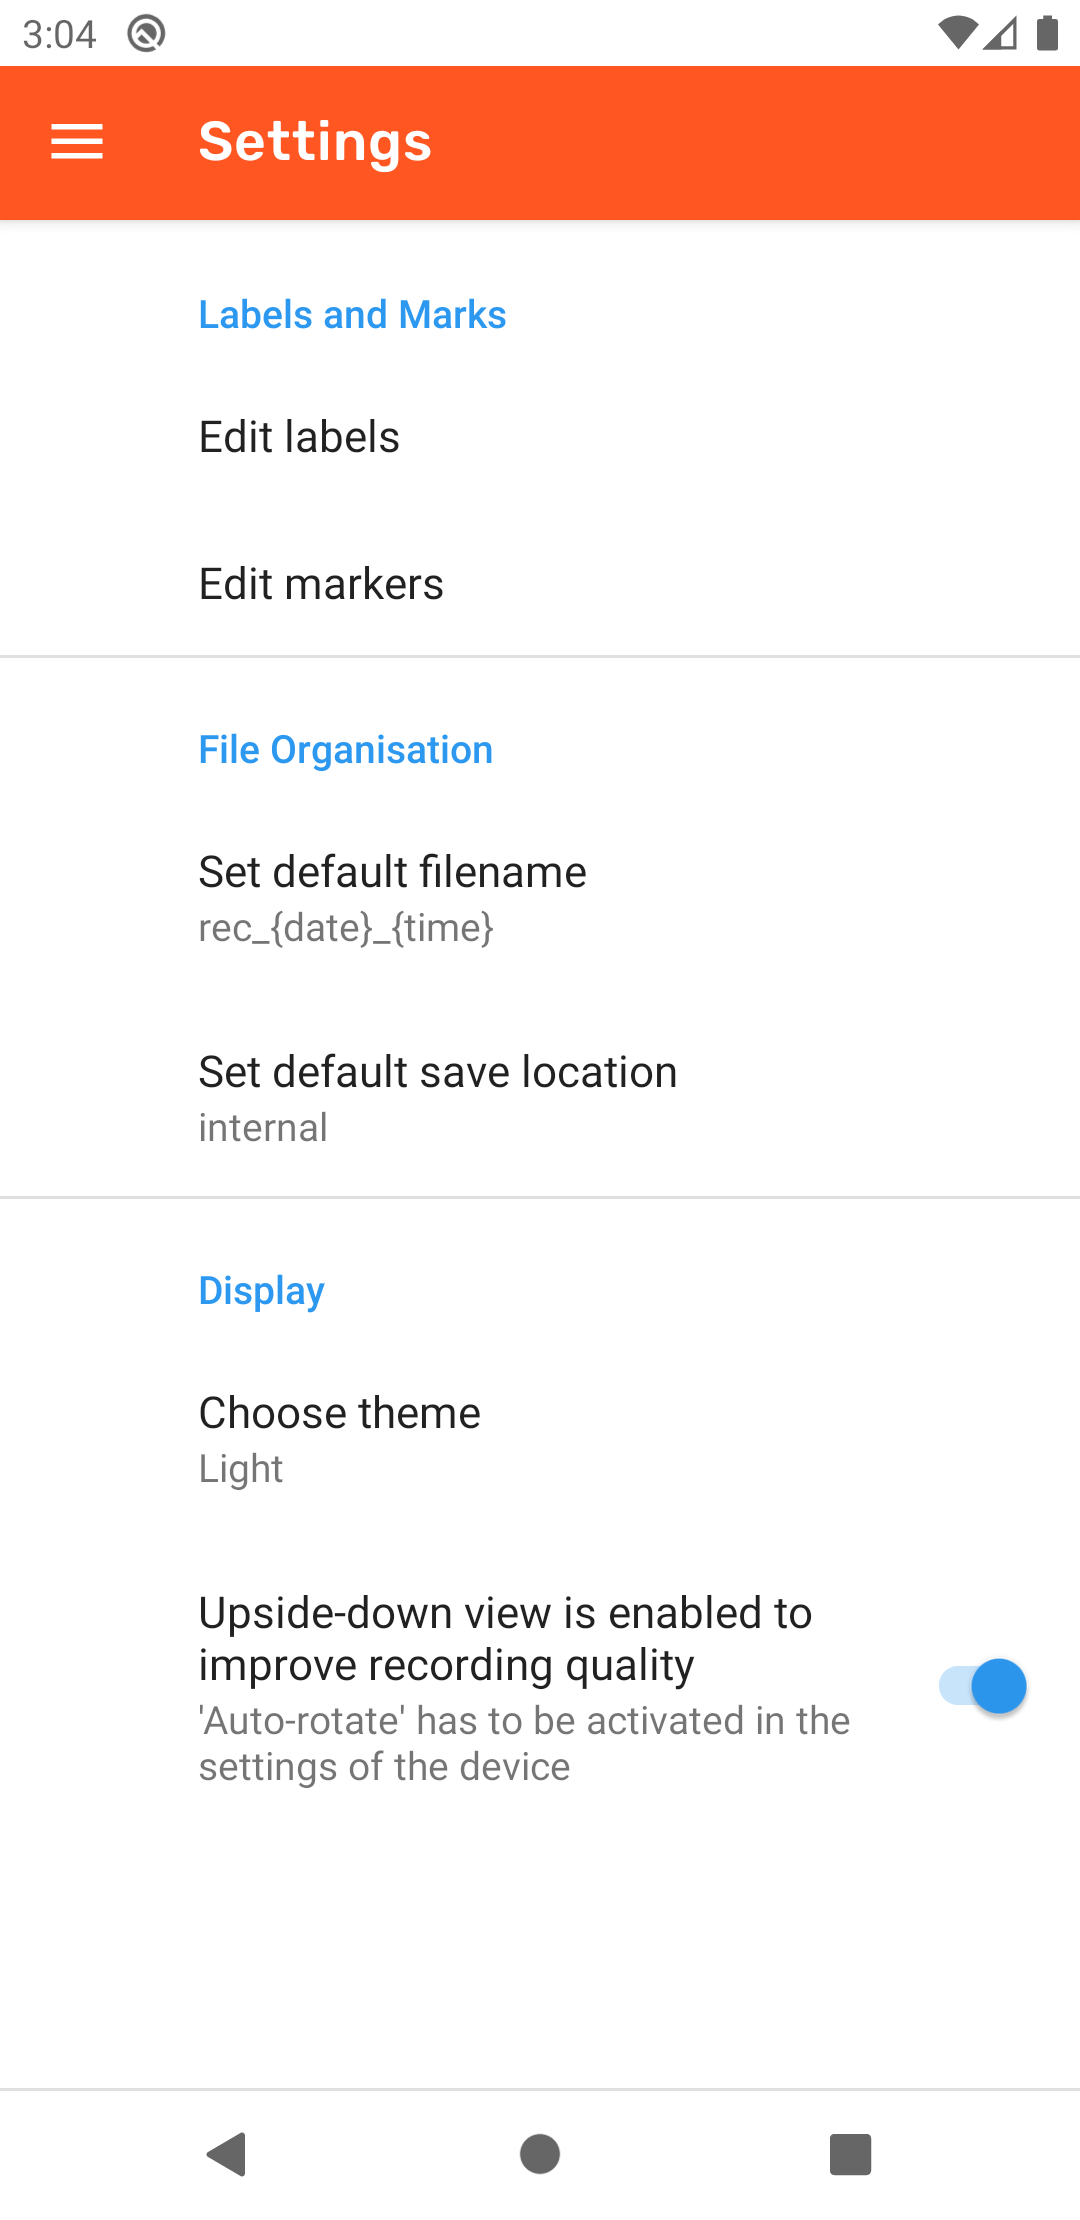 3:04
Settings
Labels and Marks
Edit labels
Edit markers
File Organisation
Set default filename
rec_{date}_{time}
Set default save location
internal
Display
Choose theme
Light
Upside-down view is enabled to
improve recording quality
'Auto-rotate' has to be activated in the
settings of the device